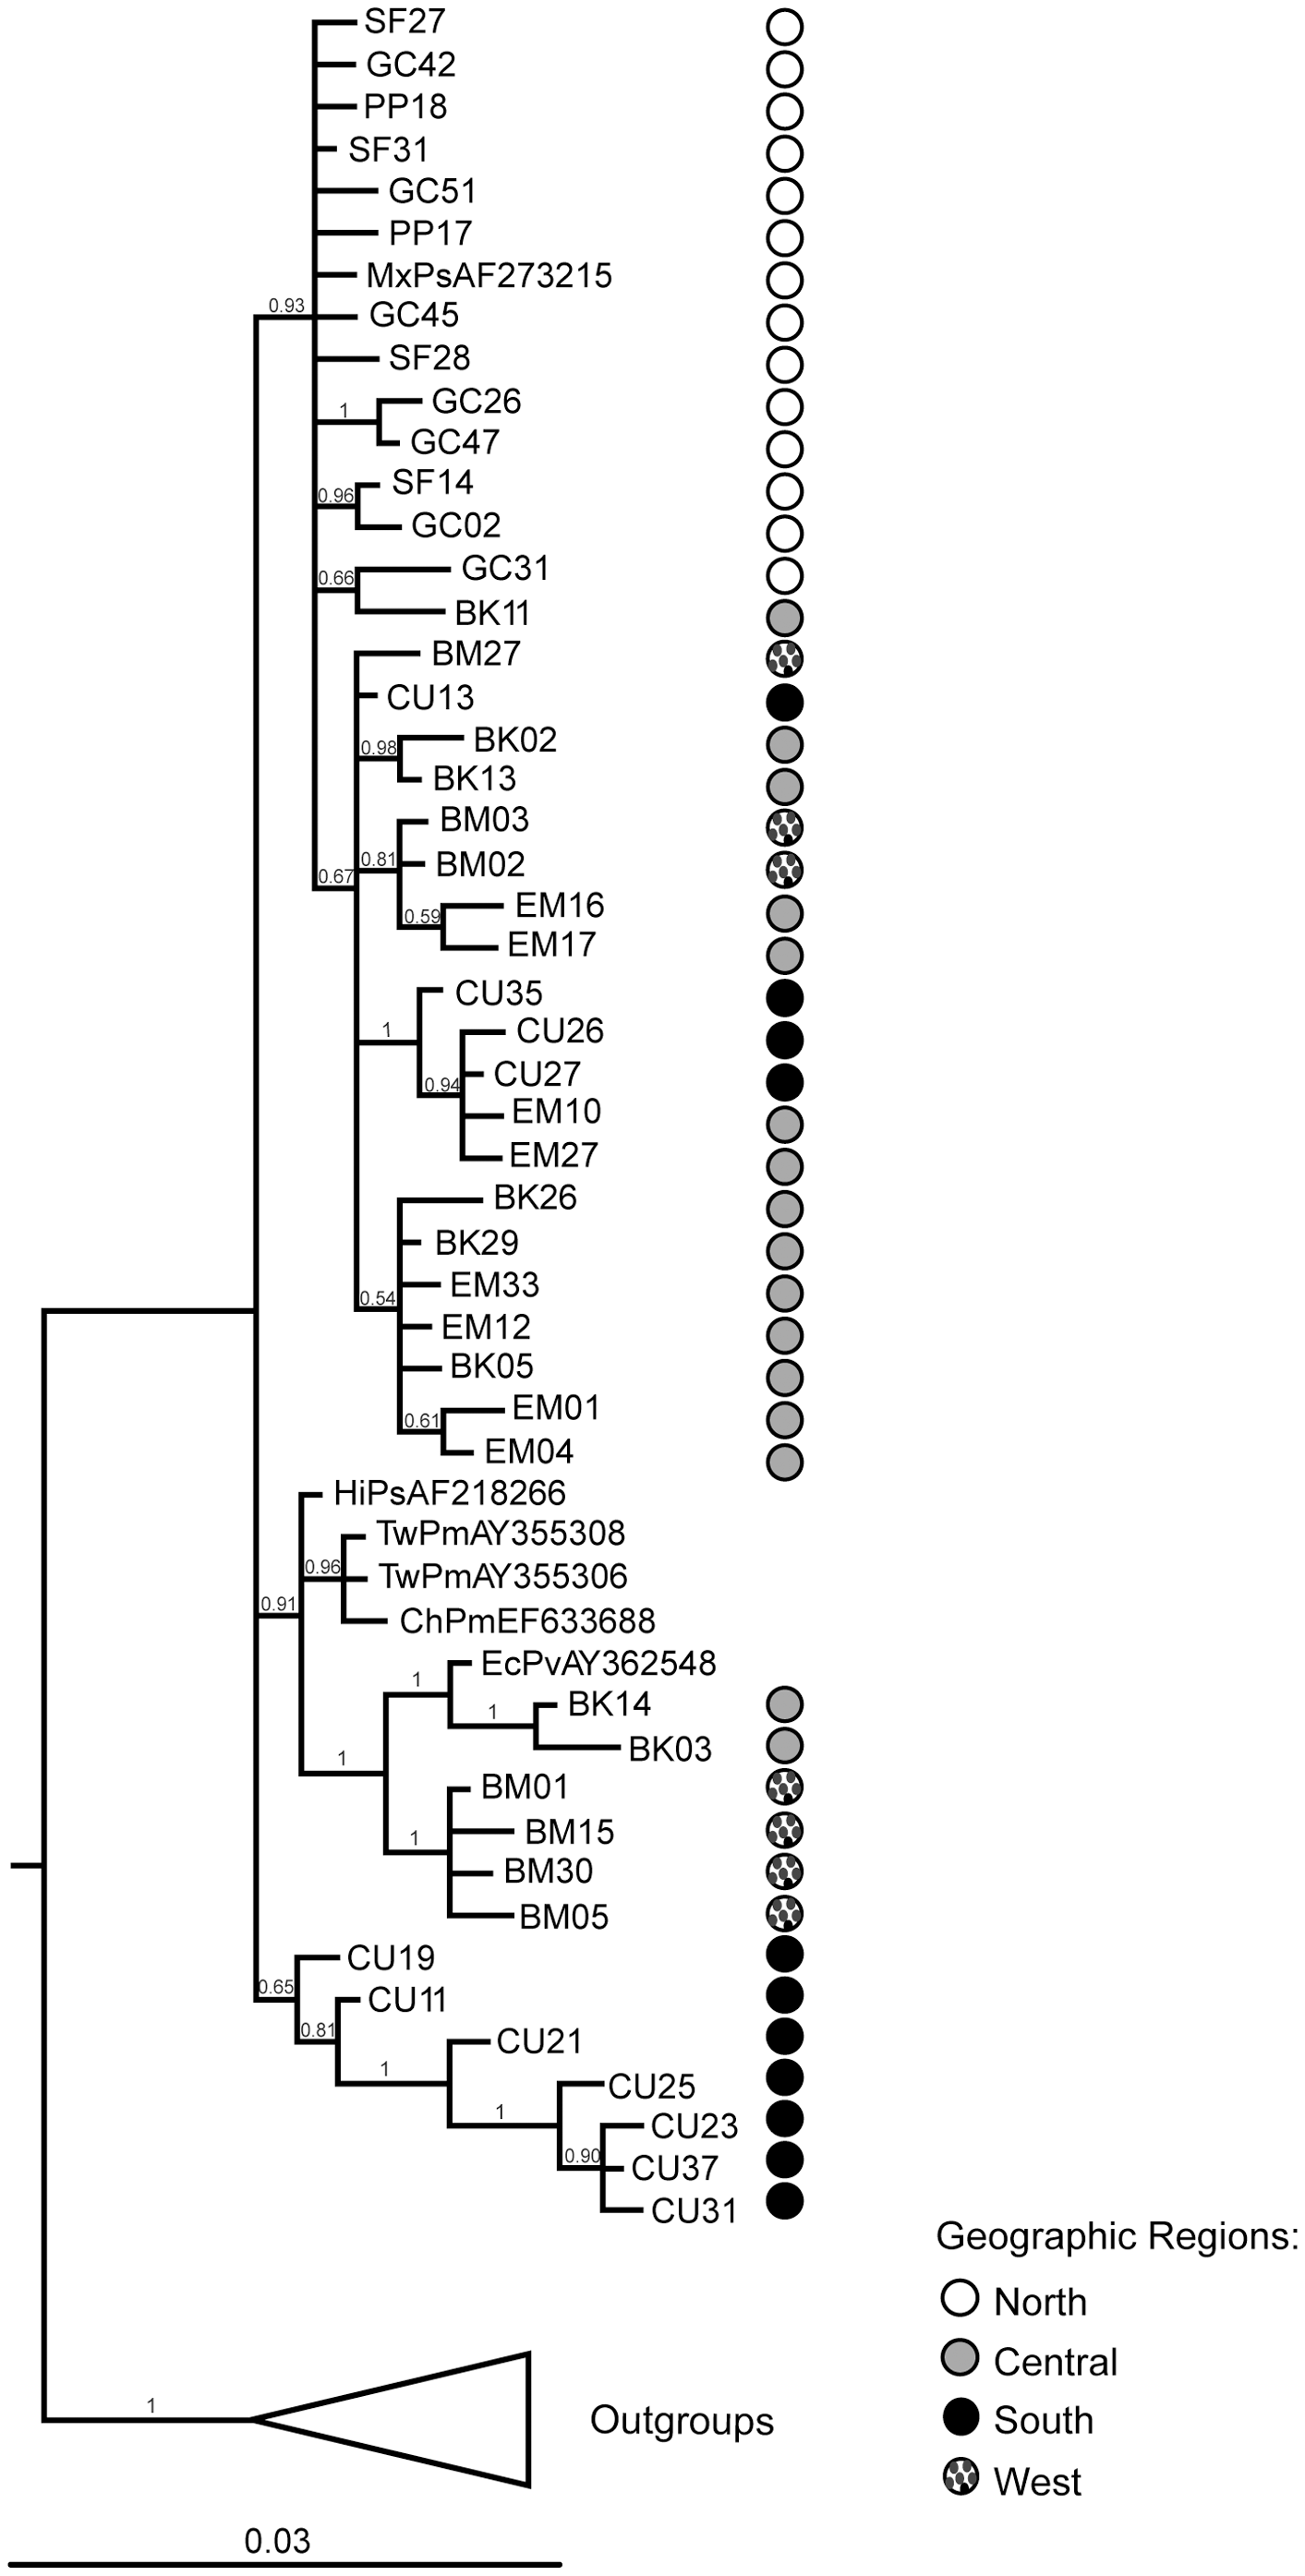 SF27
GC42
PP18
SF31
GC51
PP17
MxPsAF273215
0.93
GC45
SF28
GC26
1
GC47
SF14
0.96
GC02
GC31
0.66
BK11
BM27
CU13
BK02
0.98
BK13
BM03
0.81
BM02
0.67
EM16
0.59
EM17
CU35
CU26
1
CU27
0.94
EM10
EM27
BK26
BK29
EM33
0.54
EM12
BK05
EM01
0.61
EM04
HiPsAF218266
TwPmAY355308
0.96
TwPmAY355306
0.91
ChPmEF633688
EcPvAY362548
1
BK14
1
BK03
1
BM01
BM15
1
BM30
BM05
CU19
0.65
CU11
0.81
CU21
1
CU25
1
CU23
0.90
CU37
CU31
Geographic Regions:
North
Central
South
West
1
Outgroups
0.03